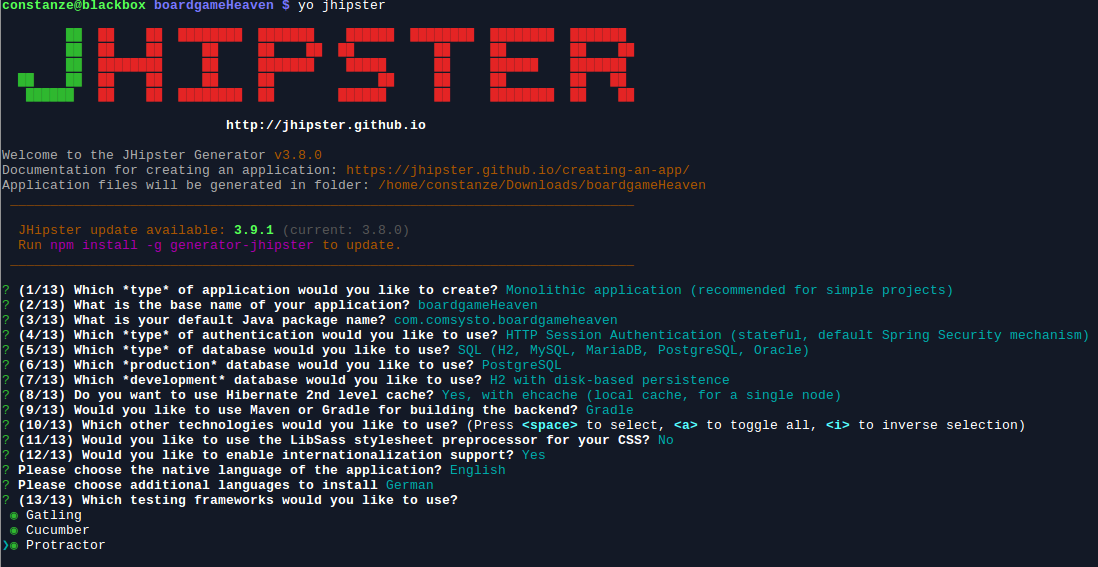 constanze@blackbox boardgameHeaven $ yo jhipster
JHIPSTER
http://jhipster.github.io
Welcome to the JHipster Generator v3.8.0
Documentation for creating an application: https://jhipster.github.io/creating-an-app/
Application files will be generated in folder: /home/constanze/Downloads/boardgameHeaven
JHipster update available: 3.9.1 (current: 3.8.0)
Run npm install -g generator-jhipster to update.
? (1/13) Which *type* of application would you like to create? Monolithic application (recommended for simple projects)
? (2/13) What is the base name of your application? boardgameHeaven
? (3/13) What is your default Java package name? com.comsysto.boardgameheaven
? (4/13) Which *type* of authentication would you like to use? HTTP Session Authentication (stateful, default Spring Security mechanism)
? (5/13) Which *type* of database would you like to use? SQL (H2, MySQL, MariaDB, PostgreSQL, Oracle)
? (6/13) Which *production* database would you like to use? PostgreSQL
? (7/13) Which *development* database would you like to use? H2 with disk-based persistence
? (8/13) Do you want to use Hibernate 2nd level cache? Yes, with ehcache (local cache, for a single node)
? (9/13) Would you like to use Maven or Gradle for building the backend? Gradle
? (10/13) Which other technologies would you like to use? (Press <space> to select, <a> to toggle all, <i> to inverse selection)
? (11/13) Would you like to use the LibSass stylesheet preprocessor for your CSS? No
? (12/13) Would you like to enable internationalization support? Yes
? Please choose the native language of the application? English
? Please choose additional languages to install German
? (13/13) Which testing frameworks would you like to use?
◉ Gatling
◉ Cucumber
❯◉ Protractor